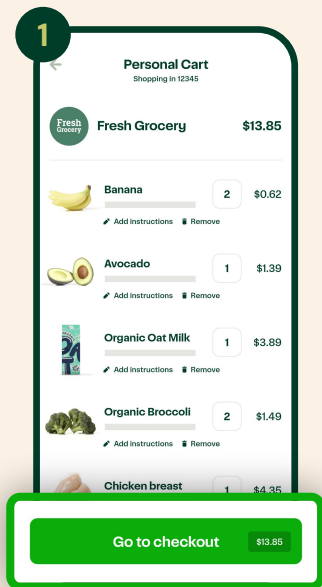 1
Personal Cart
Shopping in 12345
Fresh
Grocery
Fresh Grocery $13.85
Banana 2 $0.62
Add instructions Remove
Avocado 1 $1.39
Add instructions Remove
Organic Oat Milk 1 $3.89
Add instructions Remove
Organic Broccoli 2 $1.49
Add instructions Remove
Chicken breast 1 $4.35
Go to checkout $13.85